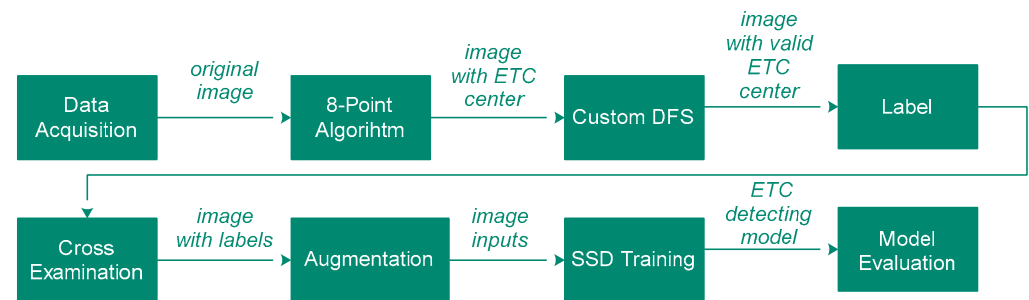 Data
Acquisition
original
image
8-Point
Algorihtm
image
with ETC
center
Custom DFS
image
with valid
ETC
center
Label
Cross
Examination
image
with labels
Augmentation
image
inputs
SSD Training
ETC
detecting
model
Model
Evaluation